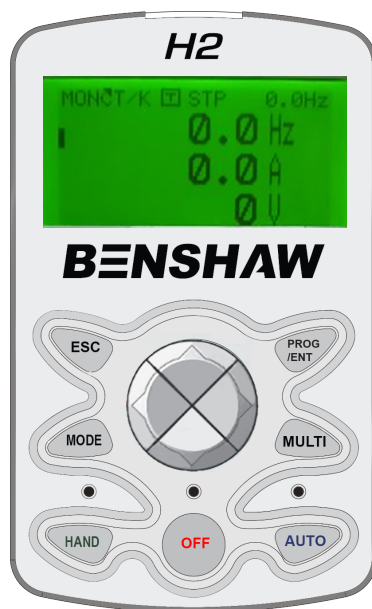 H2
MON T/K T STP 0.0Hz
0.0 Hz
0.0 A
0 V
BENSHAW
ESC
PROG
/ENT
MODE
MULTI
HAND
OFF
AUTO